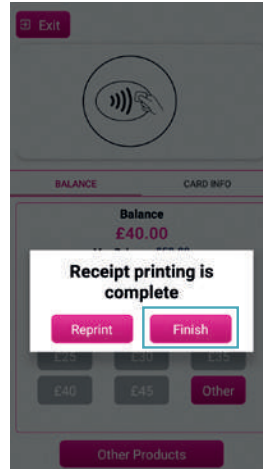 Exit
BALANCE CARD INFO
Balance
£40.00
Receipt printing is
complete
Reprint Finish
£25 £30 £35
£40 £45 Other
Other Products